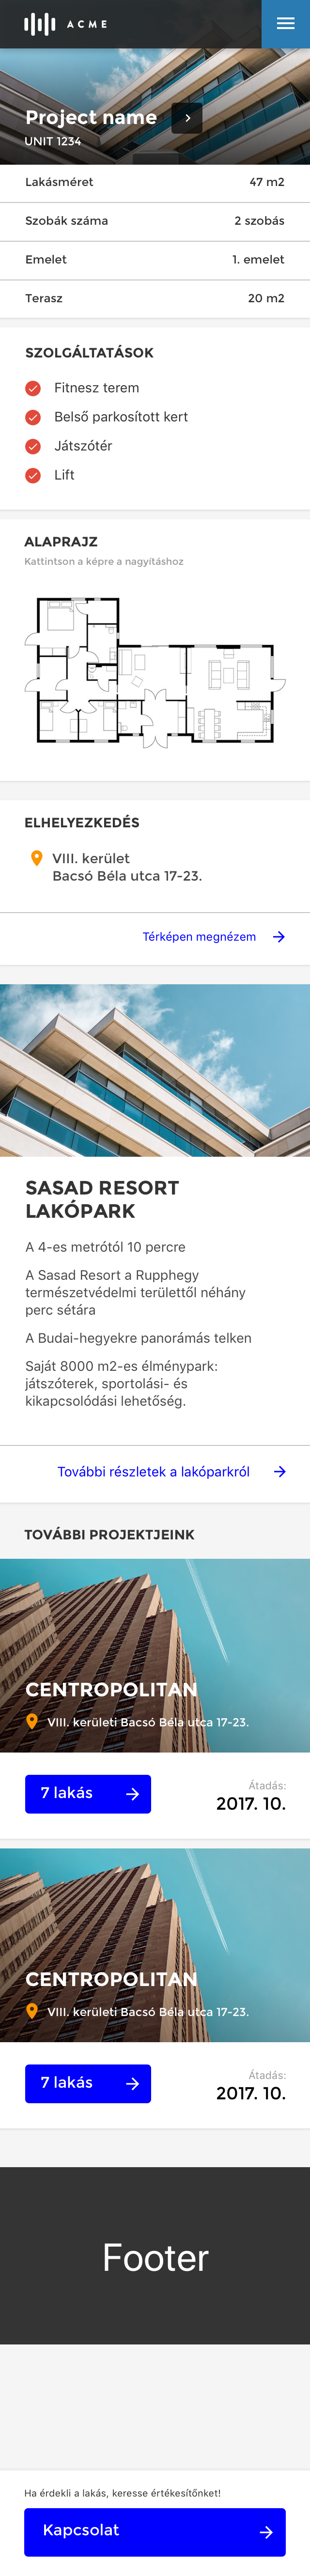 ACME
Project name
UNIT 1234
Lakásméret 47 m2
Szobák száma 2 szobás
Emelet 1. emelet
Terasz 20 m2
SZOLGÁLTATÁSOK
Fitnesz terem
Belső parkosított kert
Játszótér
Lift
ALAPRAJZ
Kattintson a képre a nagyításhoz
ELHELYEZKEDÉS
VIII. kerület
Bacsó Béla utca 17-23.
Térképen megnézem
SASAD RESORT
LAKÓPARK
A 4-es metrótól 10 percre
A Sasad Resort a Rupphegy
természetvédelmi területtől néhány
perc sétára
A Budai-hegyekre panorámás telken
Saját 8000 m2-es élménypark:
játszóterek, sportolási- és
kikapcsolódási lehetőség.
További részletek a lakóparkról
TOVÁBBI PROJEKTJEINK
CENTROPOLITAN
VIII. kerületi Bacsó Béla utca 17-23.
7 lakás
Átadás:
2017. 10.
CENTROPOLITAN
VIII. kerületi Bacsó Béla utca 17-23.
7 lakás
Átadás:
2017. 10.
Footer
Ha érdekli a lakás, keresse értékesítőnket!
Kapcsolat